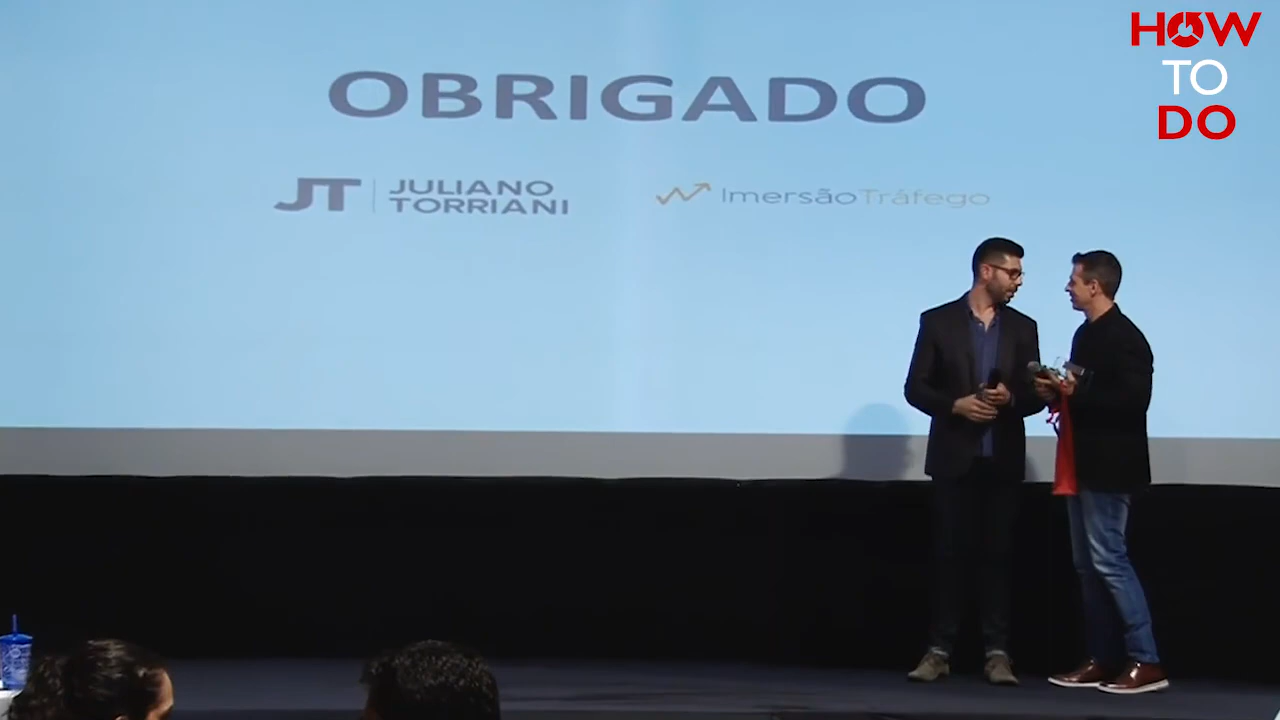 HOW
TO
DO
OBRIGADO
JT JULIANO
TORRIANI
ImersãoTráfego